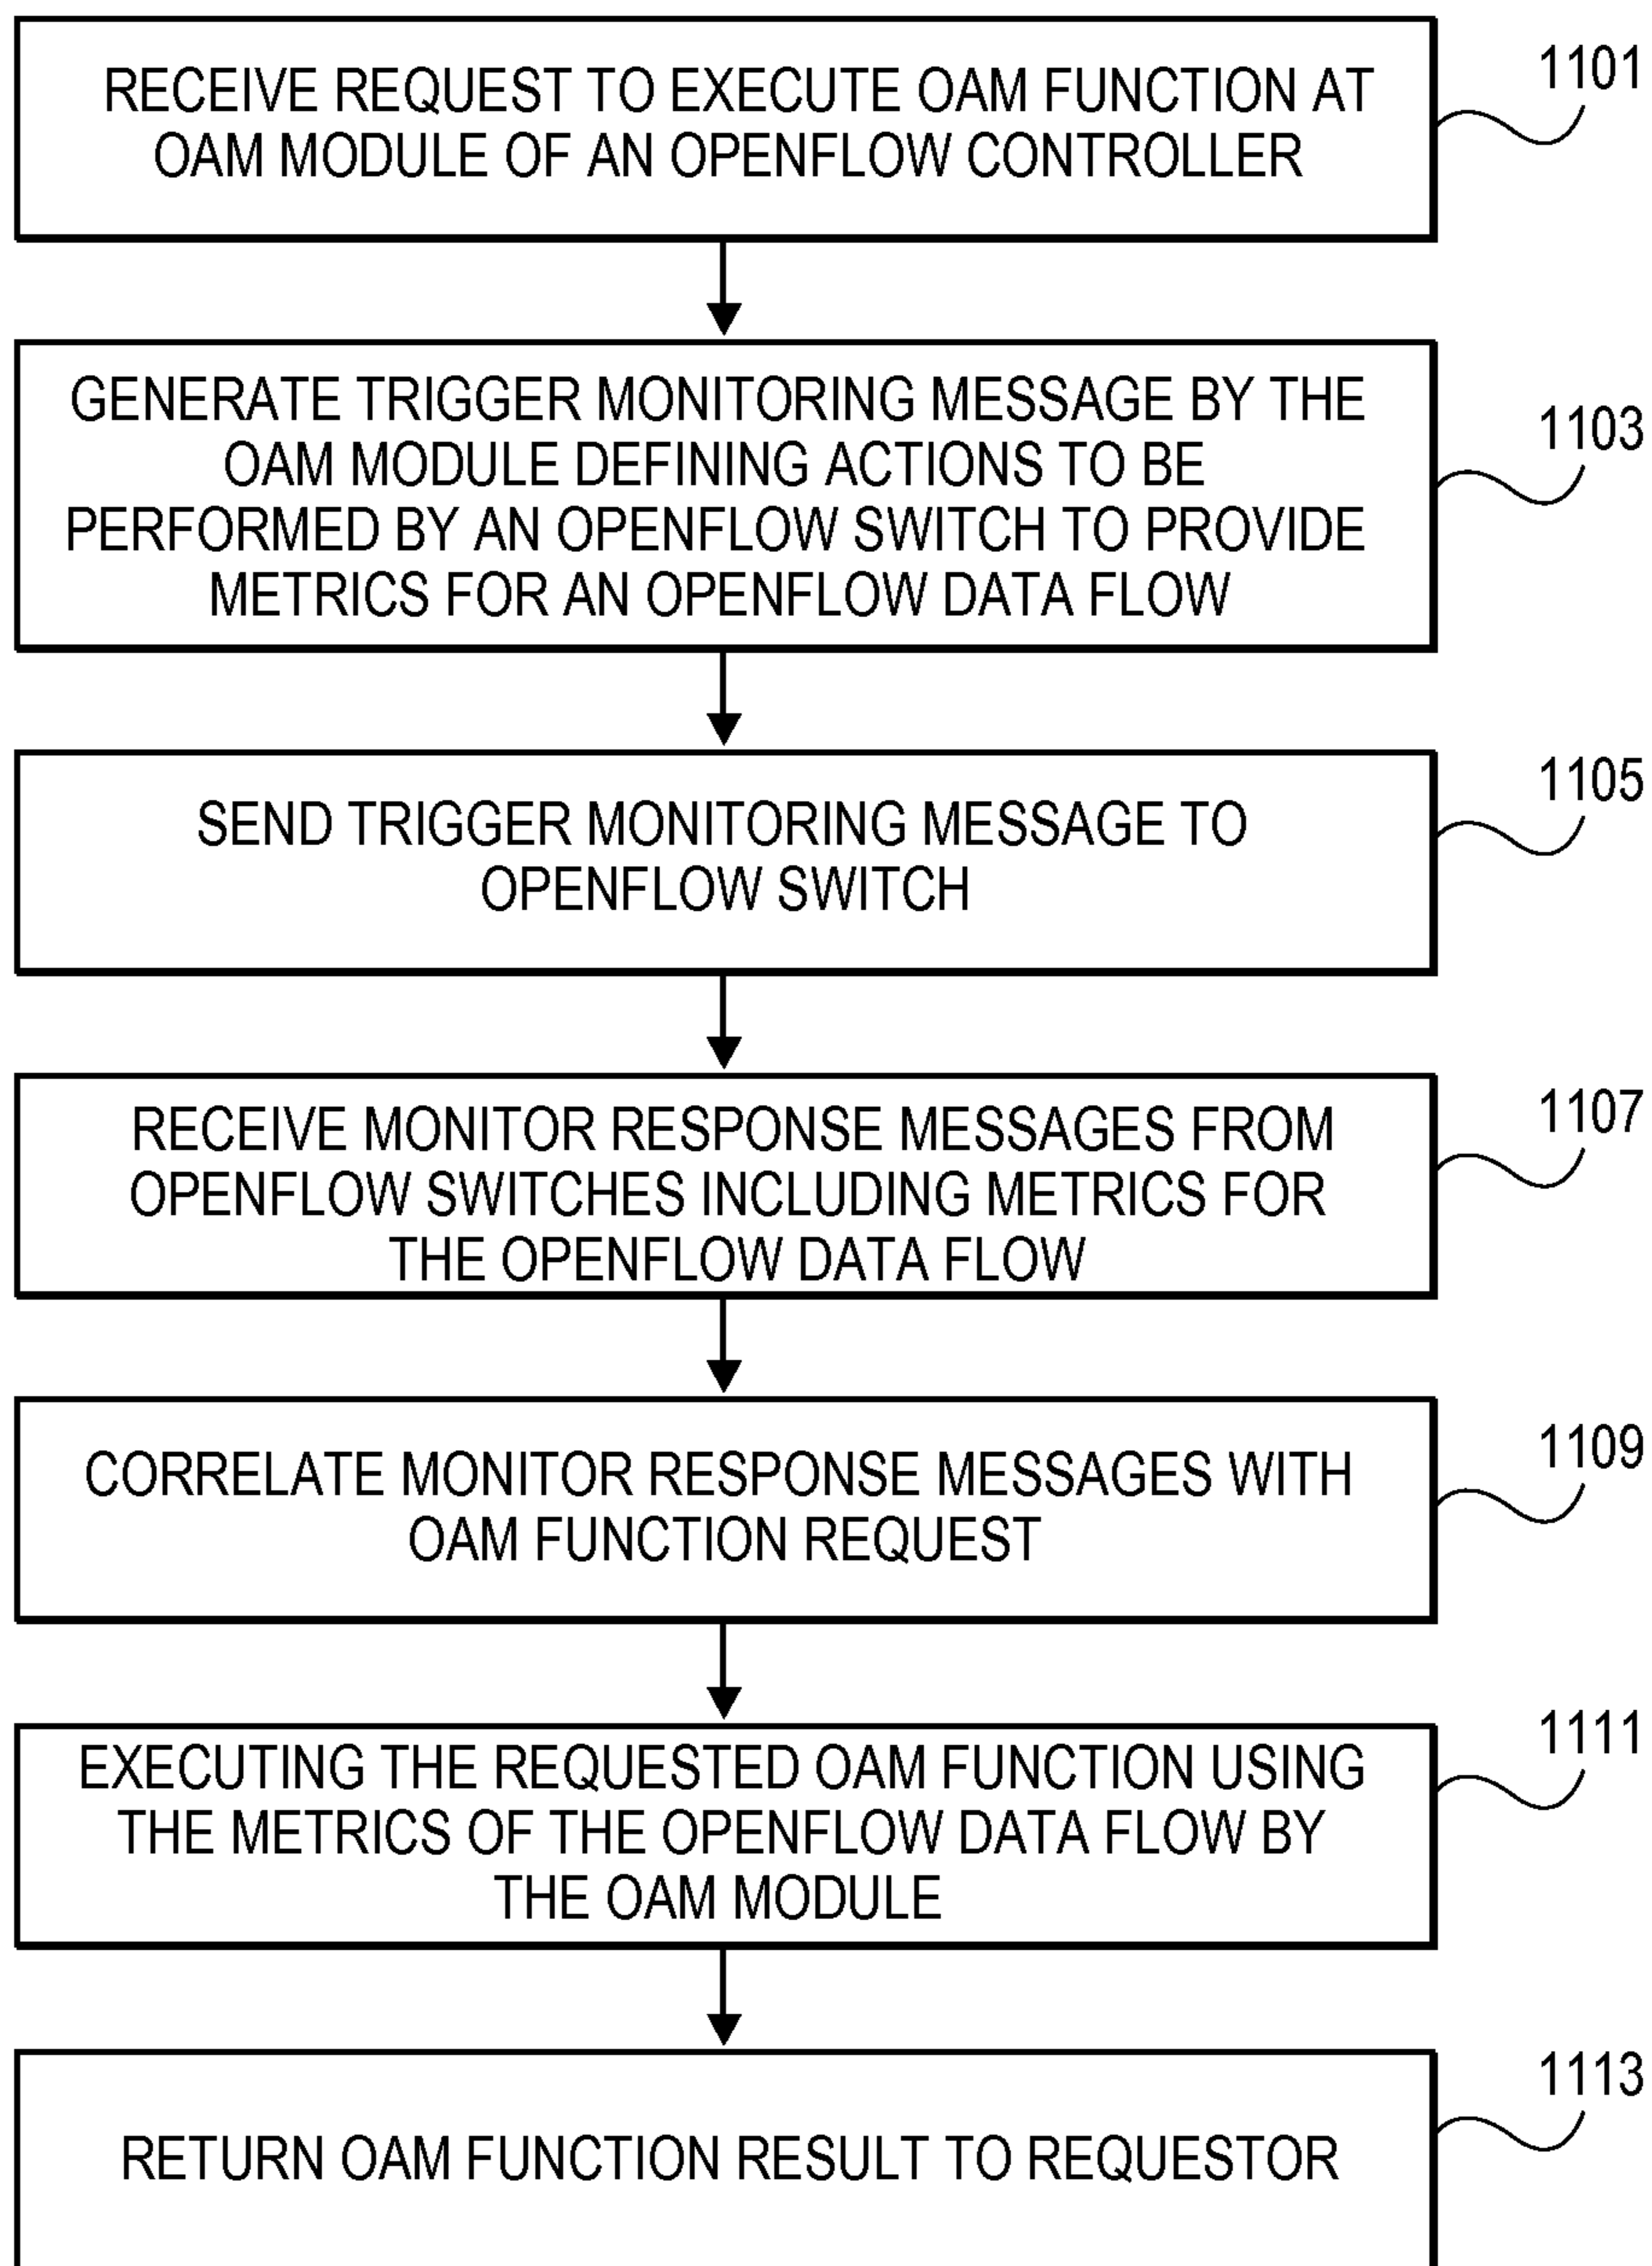 RECEIVE REQUEST TO EXECUTE OAM FUNCTION AT
OAM MODULE OF AN OPENFLOW CONTROLLER
1101
GENERATE TRIGGER MONITORING MESSAGE BY THE
OAM MODULE DEFINING ACTIONS TO BE
PERFORMED BY AN OPENFLOW SWITCH TO PROVIDE
METRICS FOR AN OPENFLOW DATA FLOW
1103
SEND TRIGGER MONITORING MESSAGE TO
OPENFLOW SWITCH
1105
RECEIVE MONITOR RESPONSE MESSAGES FROM
OPENFLOW SWITCHES INCLUDING METRICS FOR
THE OPENFLOW DATA FLOW
1107
CORRELATE MONITOR RESPONSE MESSAGES WITH
OAM FUNCTION REQUEST
1109
EXECUTING THE REQUESTED OAM FUNCTION USING
THE METRICS OF THE OPENFLOW DATA FLOW BY
THE OAM MODULE
1111
RETURN OAM FUNCTION RESULT TO REQUESTOR
1113